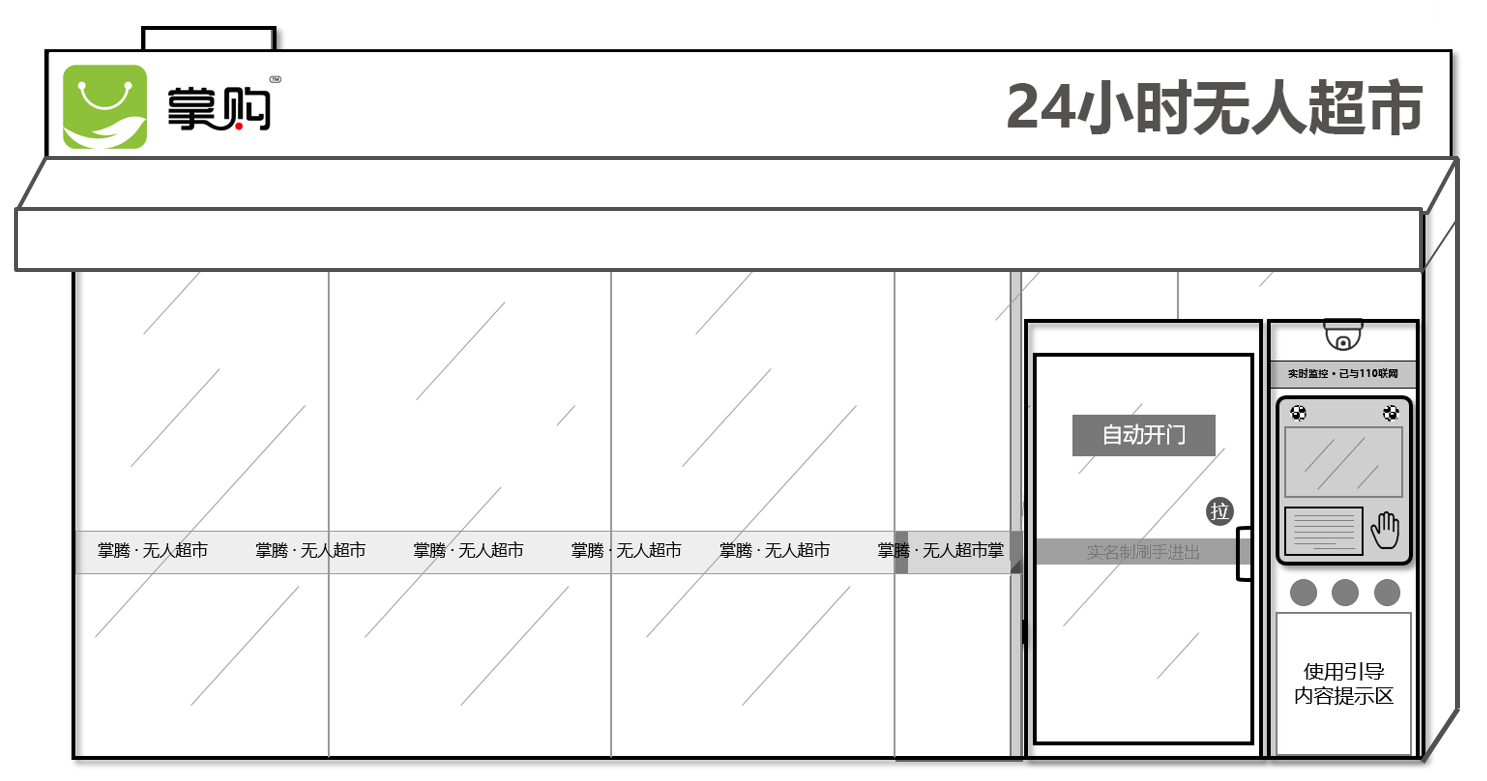 掌购 TM
24小时无人超市
实时监控·已与110联网
自动开门
拉
掌腾·无人超市 掌腾·无人超市 掌腾·无人超市 掌腾·无人超市 掌腾·无人超市 掌腾·无人超市掌
实名制刷手进出
使用引导
内容提示区